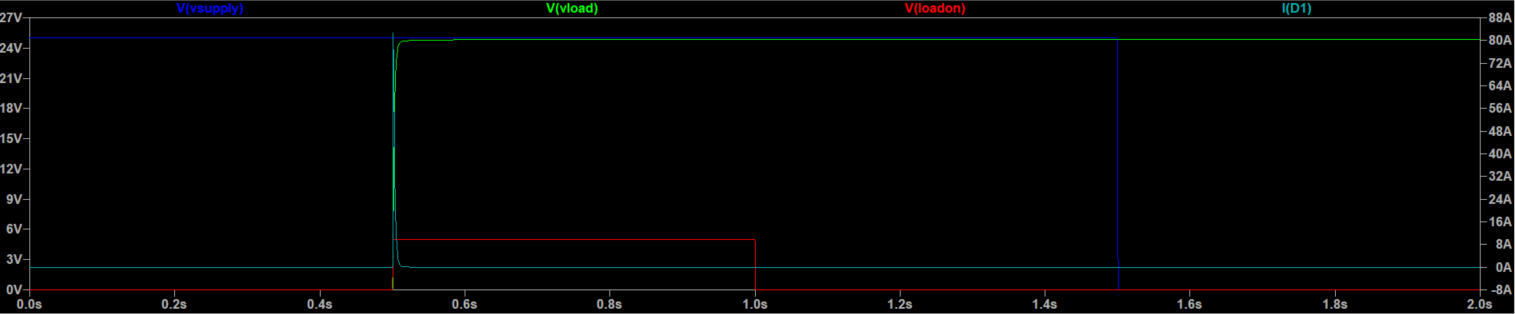 V(vsupply) V(vload) V(loadon) I(D1)
27V 88A
24V 80A
21V 72A
18V 64A
15V 56A
12V 48A
9V 40A
6V 32A
3V 24A
0V 16A
8A
0A
-8A
0.0s 0.2s 0.4s 0.6s 0.8s 1.0s 1.2s 1.4s 1.6s 1.8s 2.0s